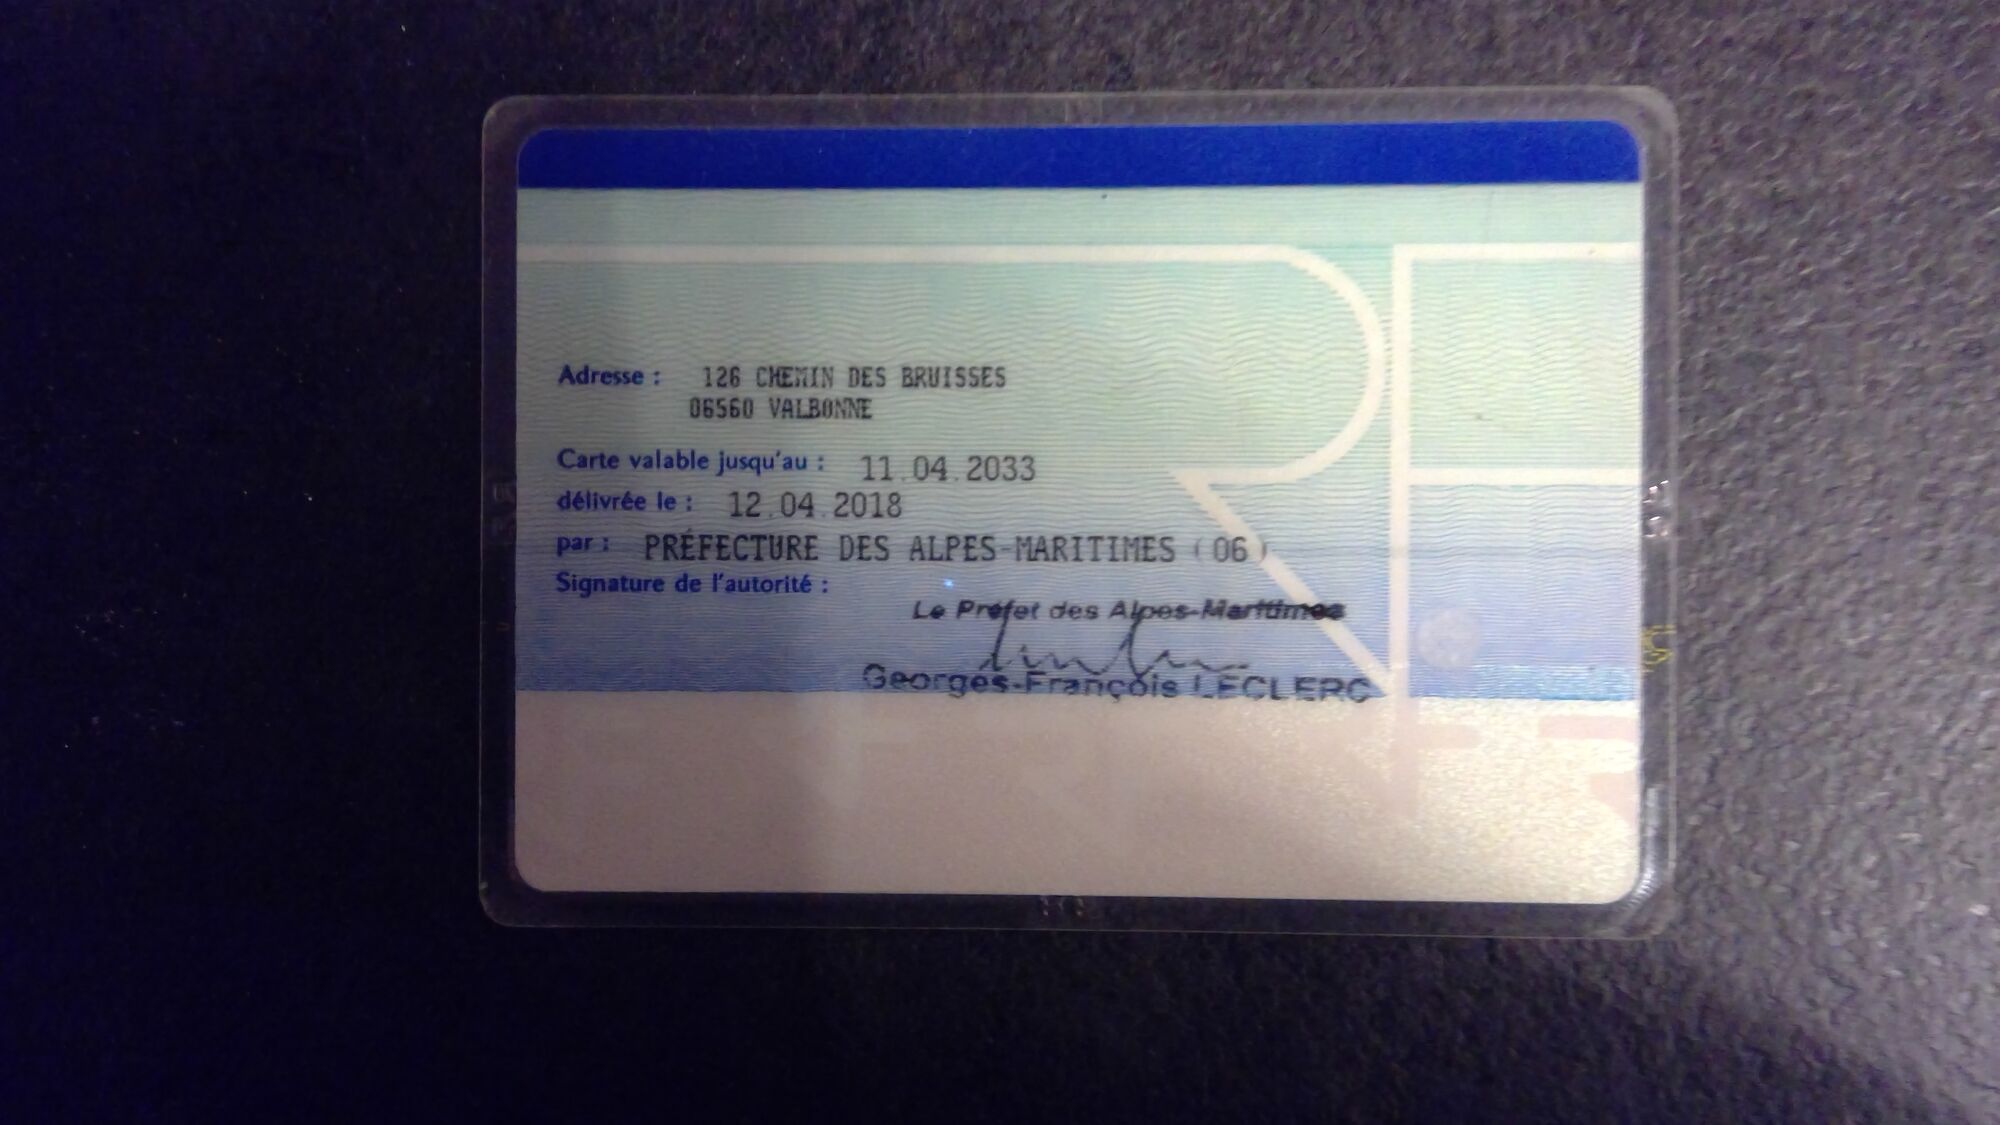 Adresse : 126 CHEMIN DES BRUISSES
06560 VALBONNE
Carte valable jusqu'au : 11.04.2033
délivrée le : 12.04.2018
par : PRÉFECTURE DES ALPES-MARITIMES (06)
Signature de l'autorité :
Le Préfet des Alpes-Maritimes
Georges-François LECLERC
RF